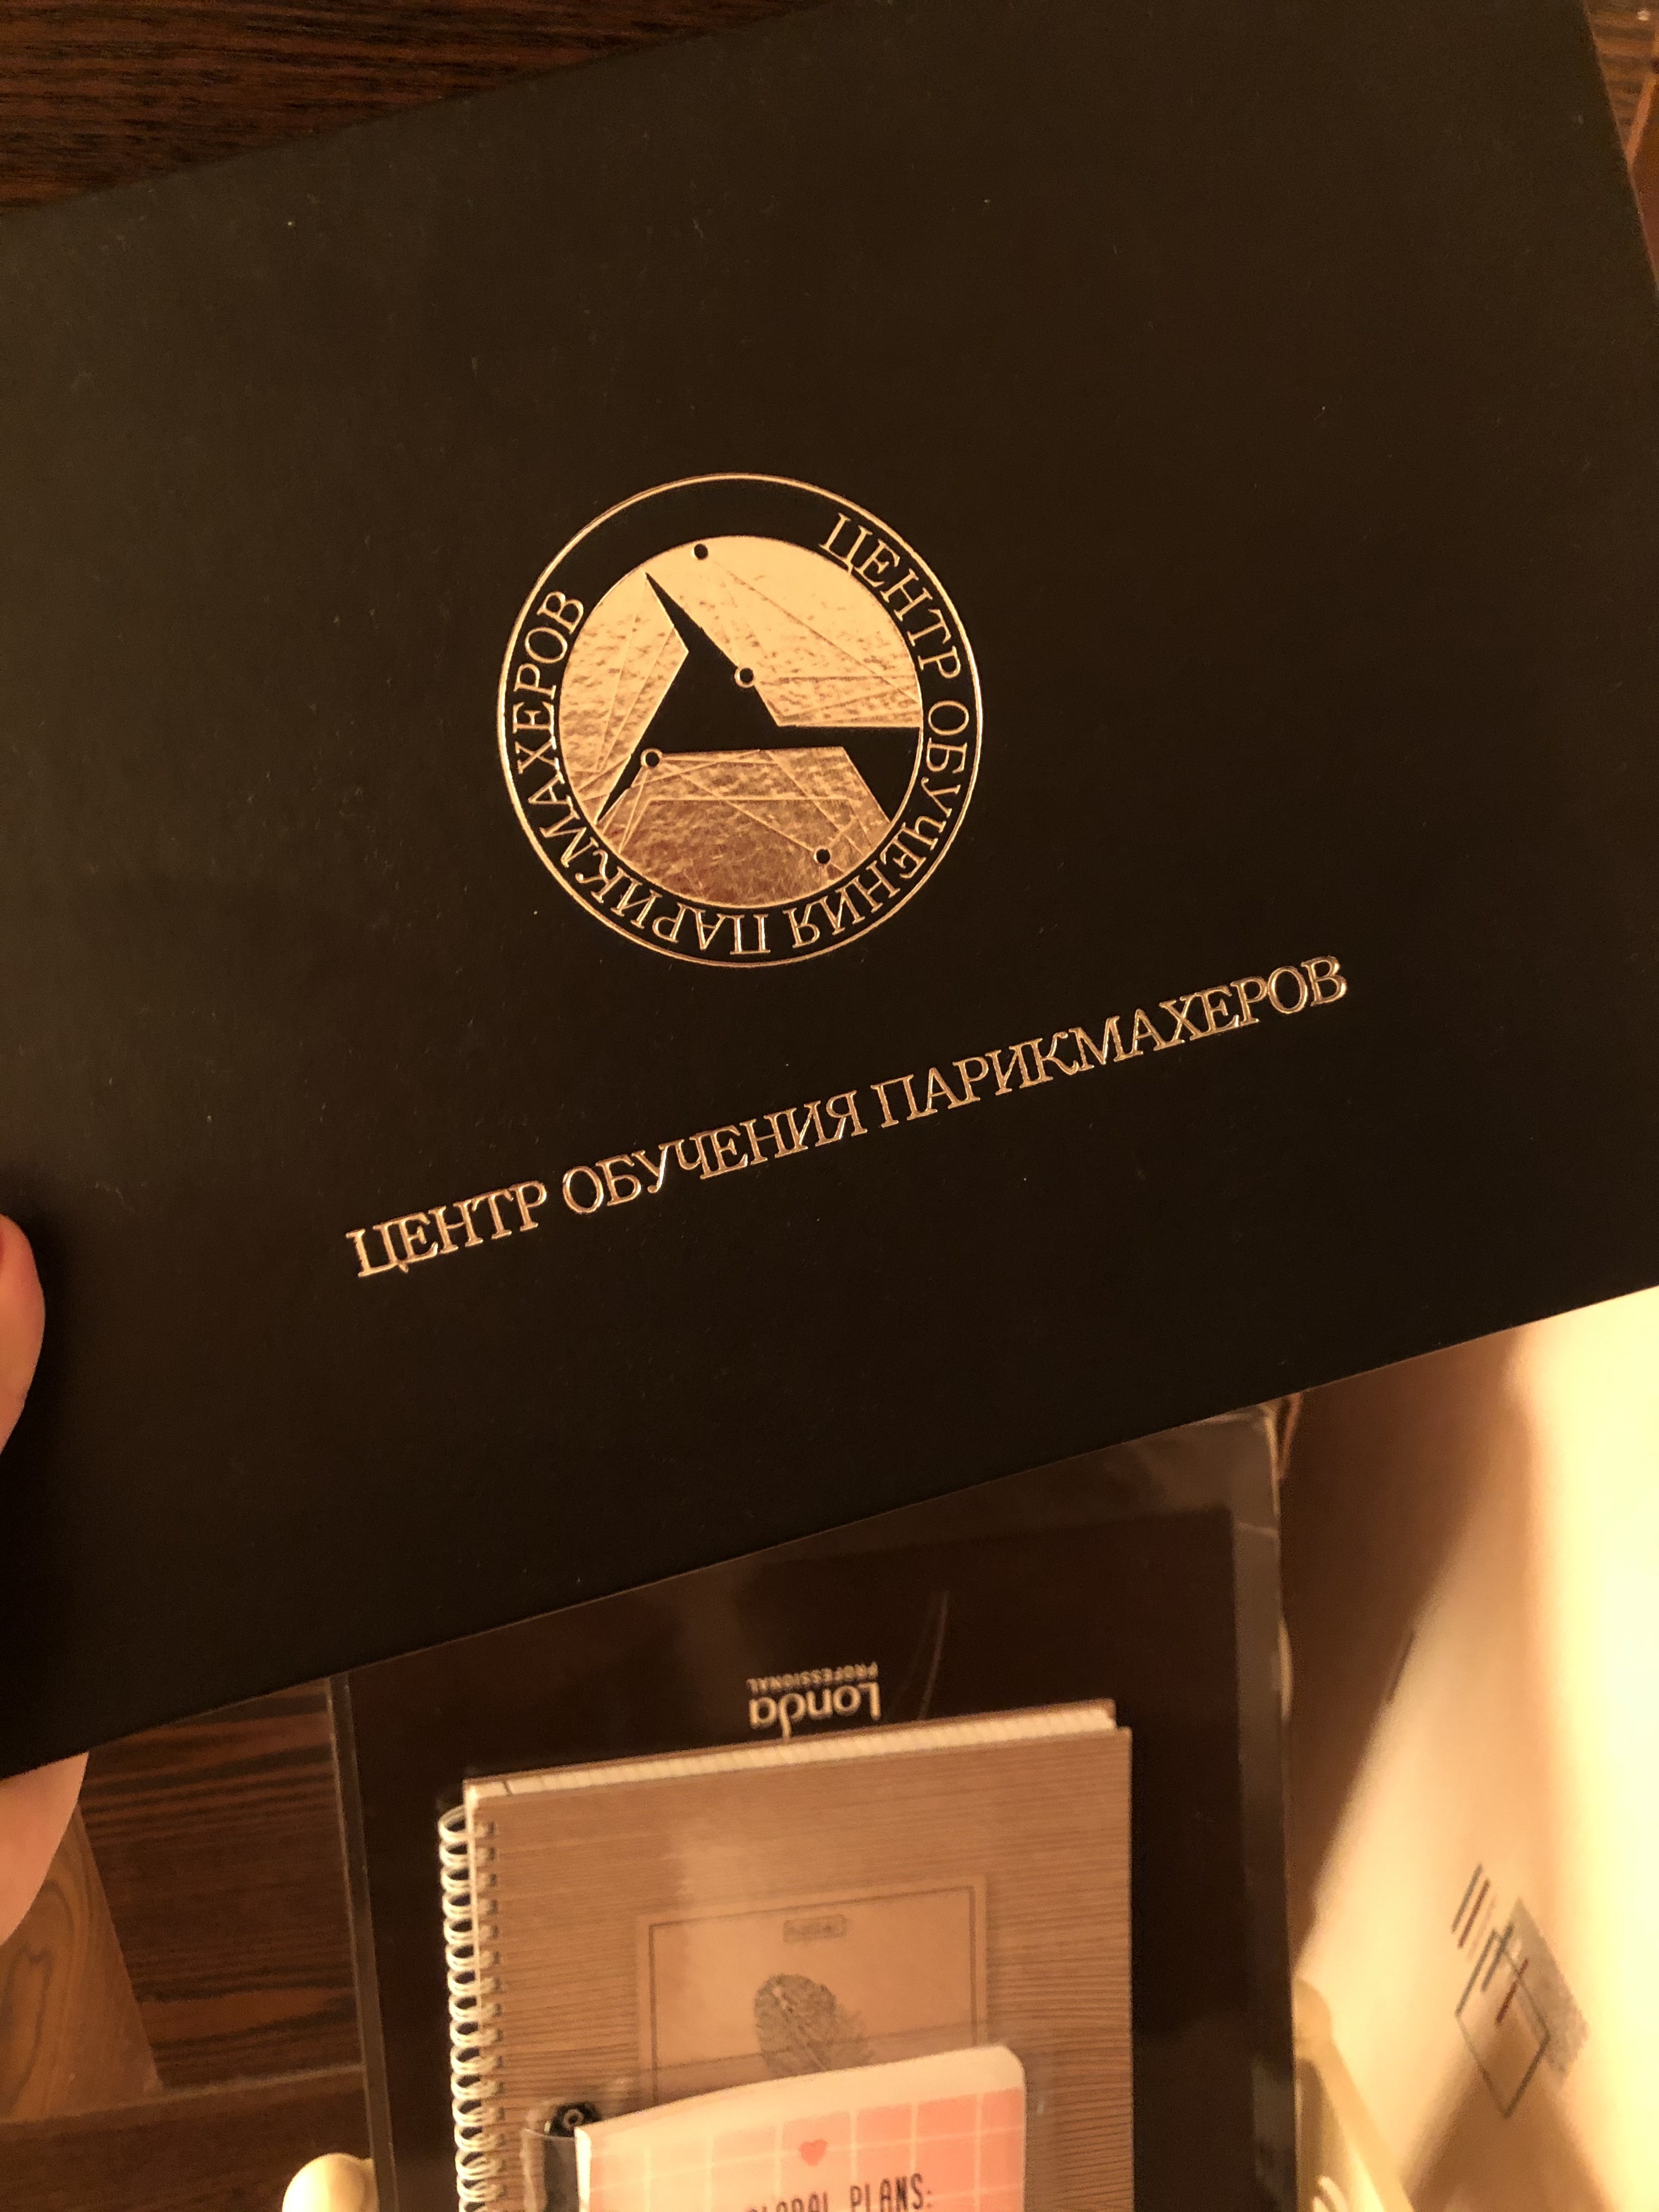 ЦЕНТР ОБУЧЕНИЯ ПАРИКМАХЕРОВ
ЦЕНТР ОБУЧЕНИЯ ПАРИКМАХЕРОВ
Londa
PROFESSIONAL
PLANS: